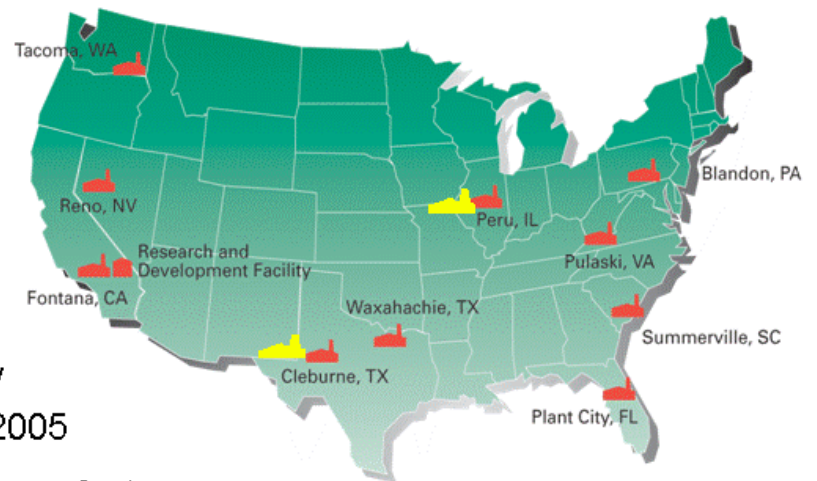 Tacoma, WA
Blandon, PA
Reno, NV
Peru, IL
Research and
Development Facility
Pulaski, VA
Fontana, CA
Waxahachie, TX
Summerville, SC
Cleburne, TX
Plant City, FL
2005